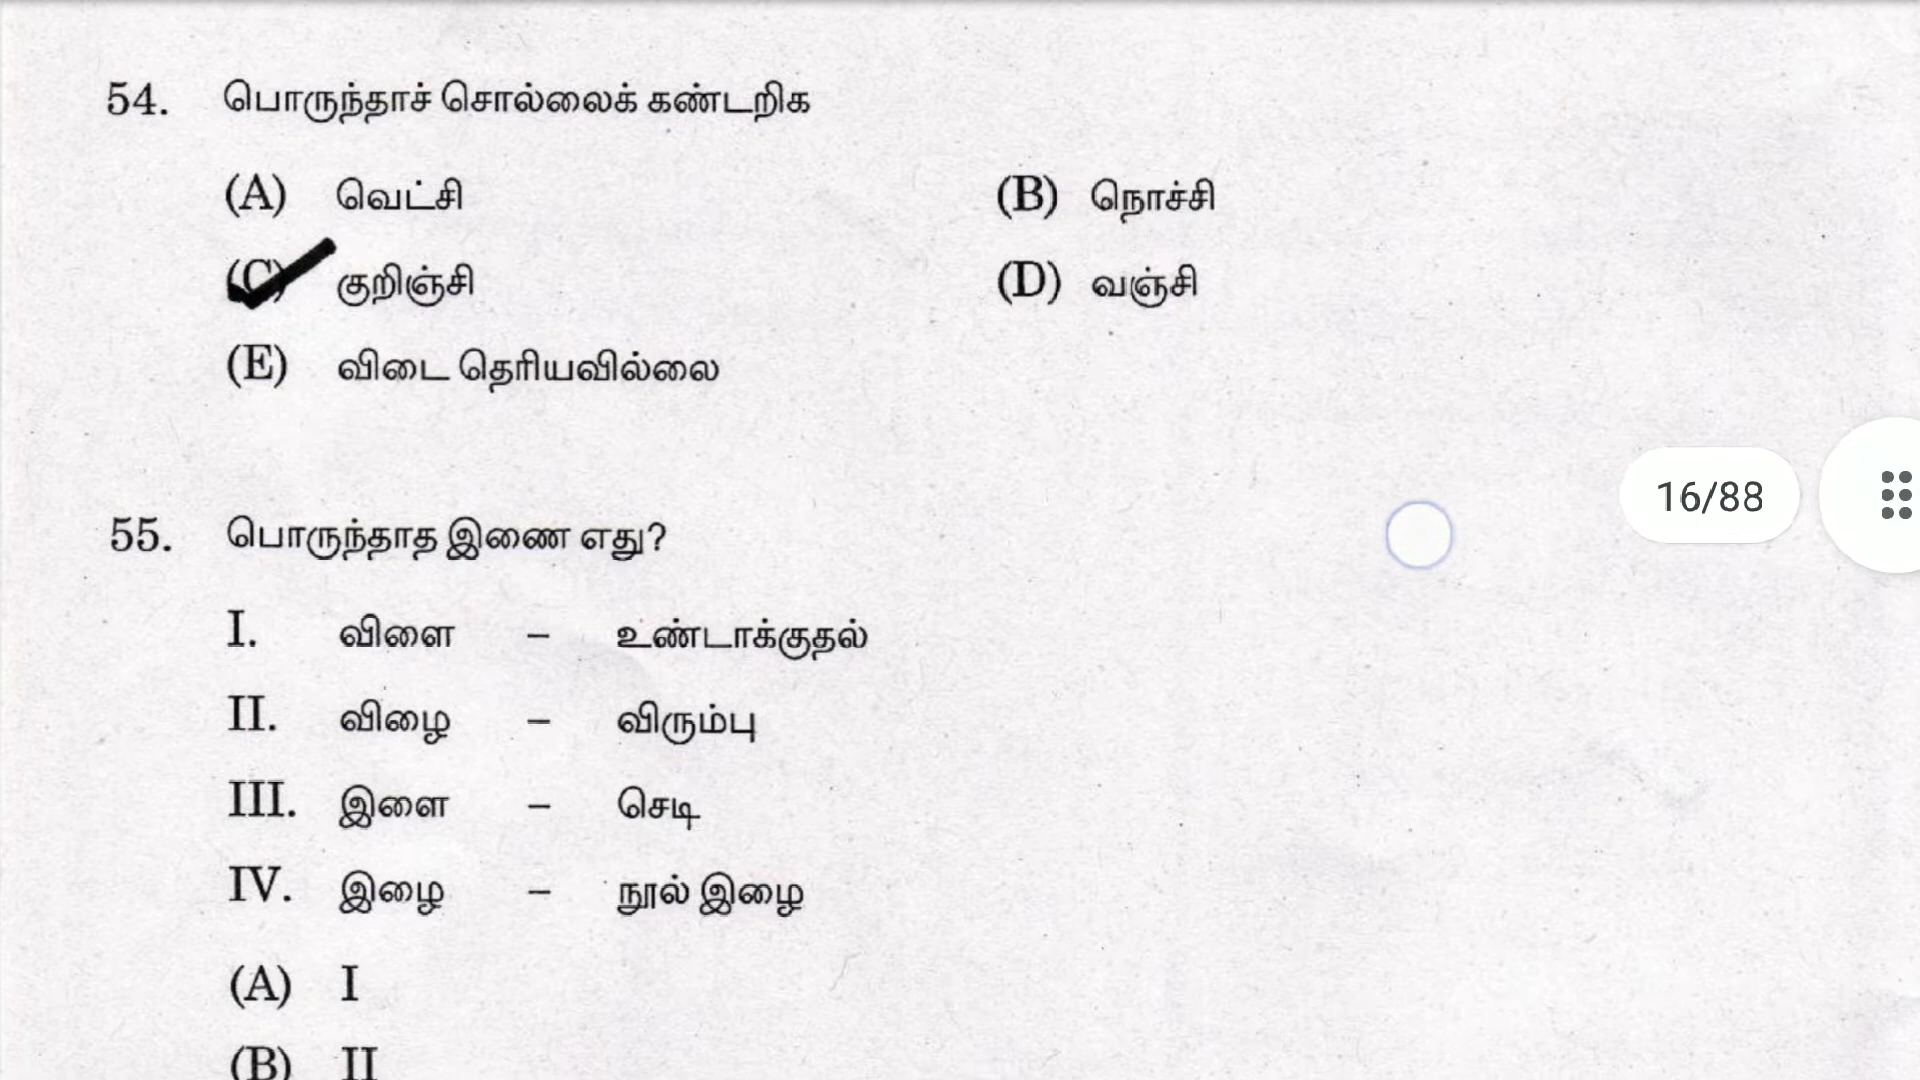 54. பொருந்தாச் சொல்லைக் கண்டறிக
(A) வெட்சி (B) நொச்சி
(C) குறிஞ்சி (D) வஞ்சி
(E) விடை தெரியவில்லை
16/88
55. பொருந்தாத இணை எது?
I. விளை – உண்டாக்குதல்
II. விழை – விரும்பு
III. இளை – செடி
IV. இழை – நூல் இழை
(A) I
(B) II